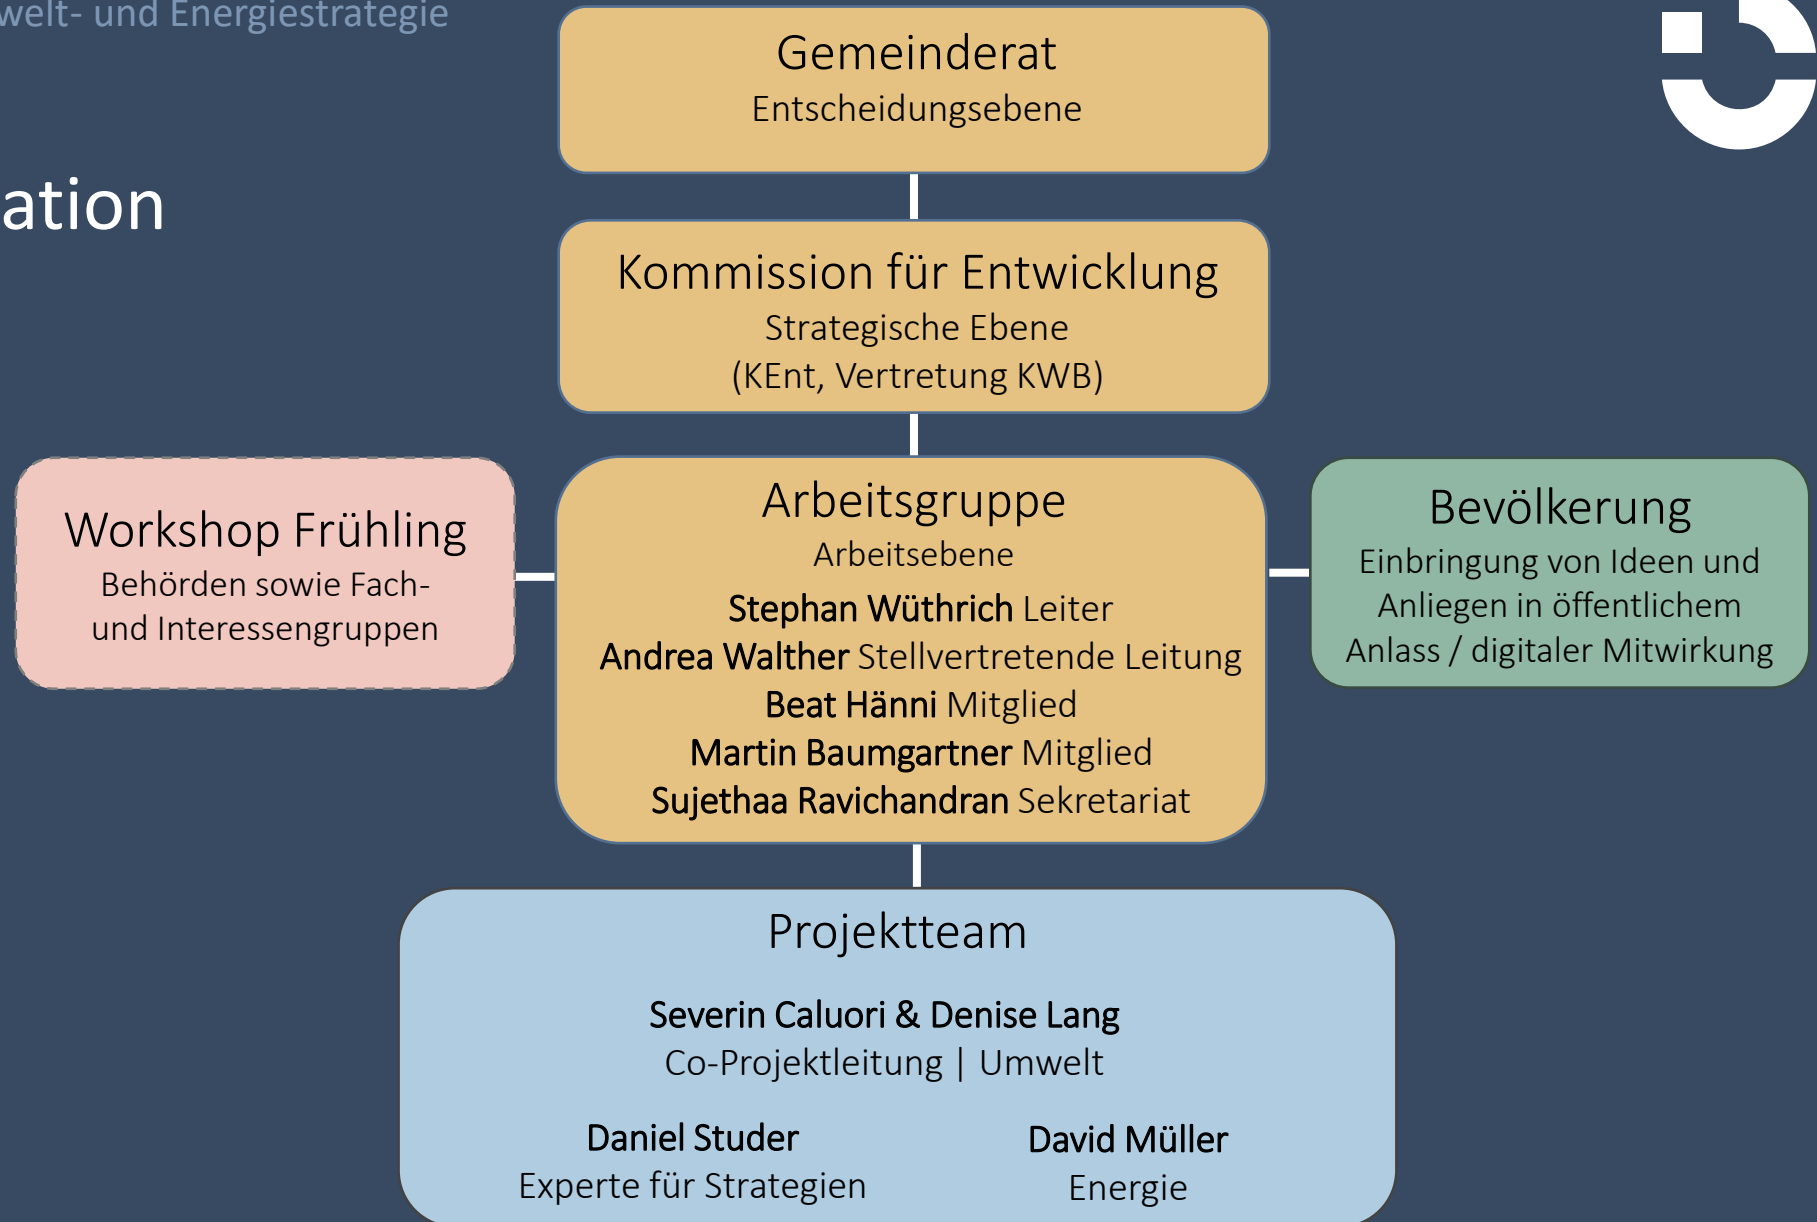 welt- und Energiestrategie
ation
Gemeinderat
Entscheidungsebene
Kommission für Entwicklung
Strategische Ebene
(KEnt, Vertretung KWB)
Workshop Frühling
Behörden sowie Fach-
und Interessengruppen
Arbeitsgruppe
Arbeitsebene
Stephan Wüthrich Leiter
Andrea Walther Stellvertretende Leitung
Beat Hänni Mitglied
Martin Baumgartner Mitglied
Sujethaa Ravichandran Sekretariat
Bevölkerung
Einbringung von Ideen und
Anliegen in öffentlichem
Anlass / digitaler Mitwirkung
Projektteam
Severin Caluori & Denise Lang
Co-Projektleitung | Umwelt
Daniel Studer
Experte für Strategien
David Müller
Energie